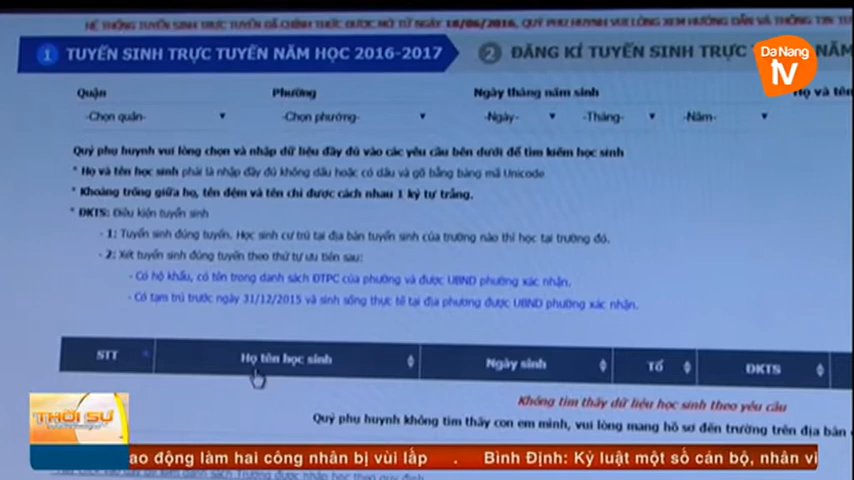 HỆ THỐNG TUYỂN SINH TRỰC TUYẾN ĐÃ CHÍNH THỨC ĐƯỢC MỞ TỪ NGÀY 18/06/2016, QUÝ PHỤ HUYNH VUI LÒNG XEM HƯỚNG DẪN VÀ THÔNG TIN
1 TUYỂN SINH TRỰC TUYẾN NĂM HỌC 2016-2017
2 ĐĂNG KÍ TUYỂN SINH TRỰC NĂM
Da Nang tv
Quận Phường Ngày tháng năm sinh Họ và tên
-Chọn quận- -Chọn phường- -Ngày- -Tháng- -Năm-
Quý phụ huynh vui lòng chọn và nhập dữ liệu đầy đủ vào các yêu cầu bên dưới để tìm kiếm học sinh
* Họ và tên học sinh phải là nhập đầy đủ không dấu hoặc có dấu và gõ bằng bảng mã Unicode
* Khoảng trống giữa họ, tên đệm và tên chỉ được cách nhau 1 ký tự trắng.
* ĐKTS: Điều kiện tuyển sinh
- 1: Tuyển sinh đúng tuyến. Học sinh cư trú tại địa bàn tuyển sinh của trường nào thì học tại trường đó.
- 2: Xét tuyển sinh đúng tuyến theo thứ tự ưu tiên sau:
- Có hộ khẩu, có tên trong danh sách ĐTPC của phường và được UBND phường xác nhận.
- Có tạm trú trước ngày 31/12/2015 và sinh sống thực tế tại địa phương được UBND phường xác nhận.
STT Họ tên học sinh Ngày sinh Tổ ĐKTS
Không tìm thấy dữ liệu học sinh theo yêu cầu
Quý phụ huynh không tìm thấy con em mình, vui lòng mang hồ sơ đến trường trên địa bàn
THỜI SỰ
ao động làm hai công nhân bị vùi lấp . Bình Định: Kỷ luật một số cán bộ, nhân vi